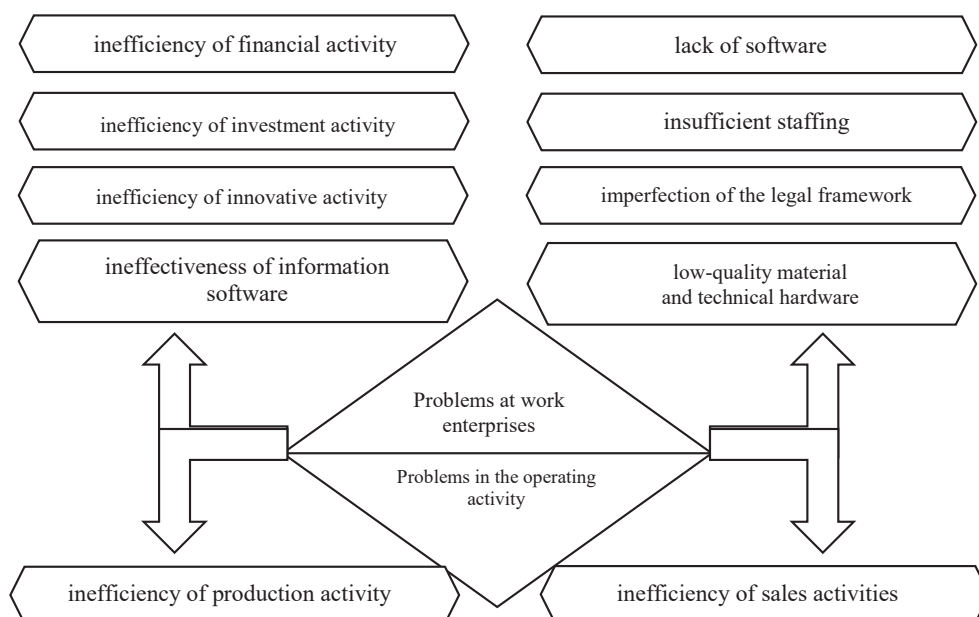 inefficiency of financial activity
lack of software
inefficiency of investment activity
insufficient staffing
inefficiency of innovative activity
imperfection of the legal framework
ineffectiveness of information
software
low-quality material
and technical hardware
Problems at work
enterprises
Problems in the operating
activity
inefficiency of production activity
inefficiency of sales activities